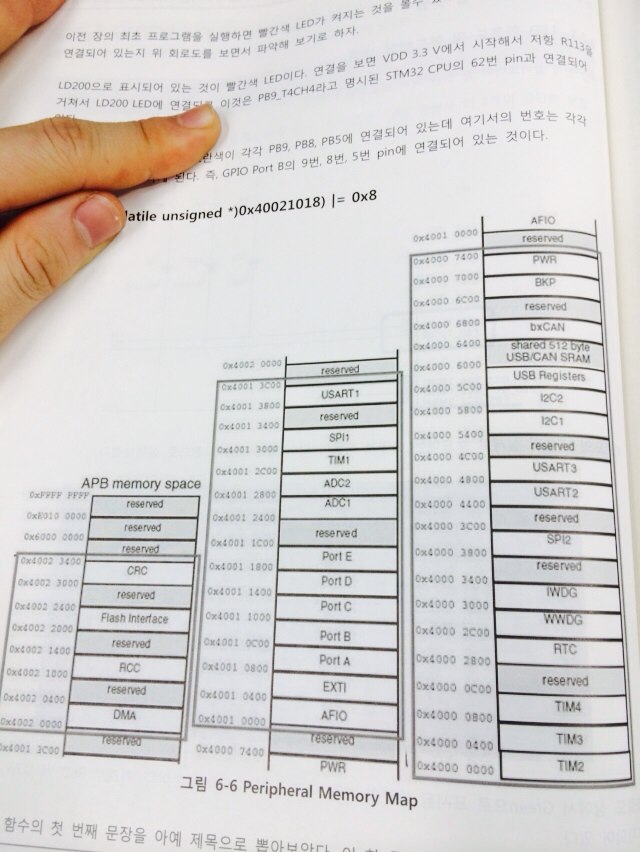 이전 장의 최초 프로그램을 실행하면 빨간색 LED가 켜지는 것을 볼수
연결되어 있는지 위 회로도를 보면서 파악해 보기로 하자.
LD200으로 표시되어 있는 것이 빨간색 LED이다. 연결을 보면 VDD 3.3 V에서 시작해서 저항 R113을
거쳐서 LD200 LED에 연결되고 이것은 PB9_T4CH4라고 명시된 STM32 CPU의 62번 pin과 연결되어
각각 PB9, PB8, PB5에 연결되어 있는데 여기서의 번호는 각각
된다. 즉, GPIO Port B의 9번, 8번, 5번 pin에 연결되어 있는 것이다.
latile unsigned *)0x40021018) |= 0x8
APB memory space
0xFFFF FFFF
reserved
0xE010 0000
reserved
0x6000 0000
reserved
0x4002 3400
CRC
0x4002 3000
reserved
0x4002 2400
Flash Interface
0x4002 2000
reserved
0x4002 1400
RCC
0x4002 1000
reserved
0x4002 0400
DMA
0x4002 0000
reserved
0x4001 3C00
0x4002 0000
reserved
0x4001 3C00
USART1
0x4001 3800
reserved
0x4001 3400
SPI1
0x4001 3000
TIM1
0x4001 2C00
ADC2
0x4001 2800
ADC1
0x4001 2400
reserved
0x4001 1C00
Port E
0x4001 1800
Port D
0x4001 1400
Port C
0x4001 1000
Port B
0x4001 0C00
Port A
0x4001 0800
EXTI
0x4001 0400
AFIO
0x4001 0000
reserved
0x4000 7400
PWR
AFIO
0x4001 0000
reserved
0x4000 7400
PWR
0x4000 7000
BKP
0x4000 6C00
reserved
0x4000 6800
bxCAN
0x4000 6400
shared 512 byte
USB/CAN SRAM
0x4000 6000
USB Registers
0x4000 5C00
I2C2
0x4000 5800
I2C1
0x4000 5400
reserved
0x4000 4C00
USART3
0x4000 4800
USART2
0x4000 4400
reserved
0x4000 3C00
SPI2
0x4000 3800
reserved
0x4000 3400
IWDG
0x4000 3000
WWDG
0x4000 2C00
RTC
0x4000 2800
reserved
0x4000 0C00
TIM4
0x4000 0800
TIM3
0x4000 0400
TIM2
0x4000 0000
그림 6-6 Peripheral Memory Map
함수의 첫 번째 문장을 아예 제목으로 뽑아보았다.